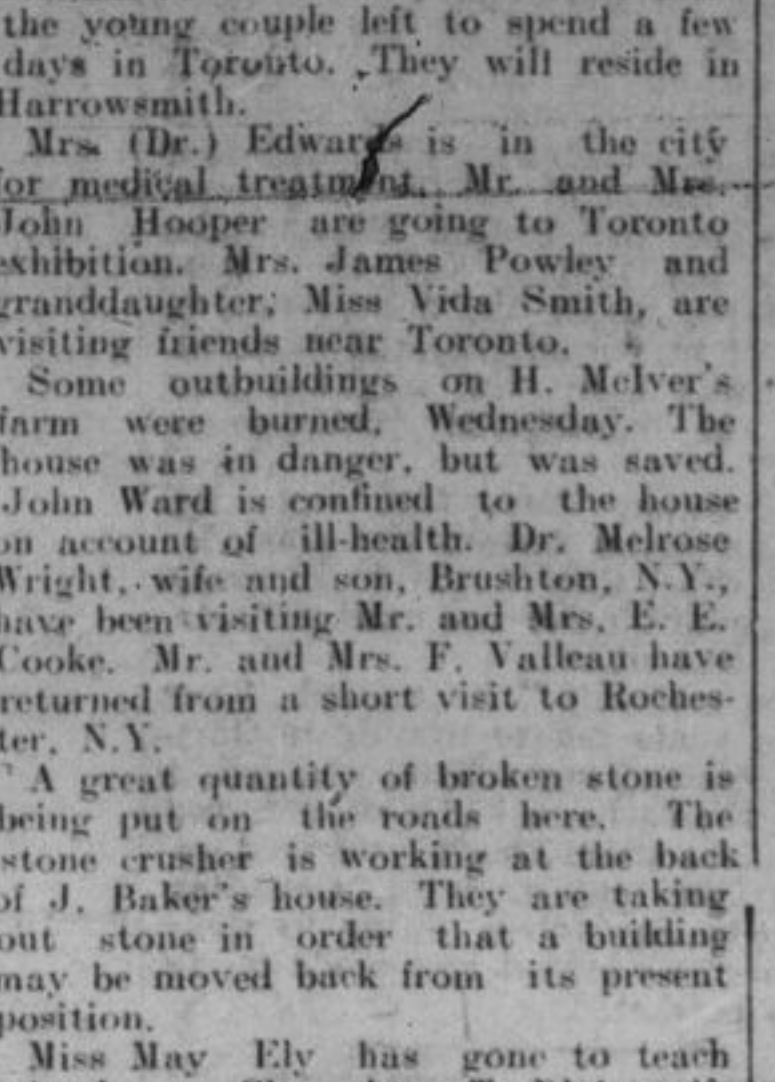 the young couple left to spend a few
days in Toronto. They will reside in
Harrowsmith.
Mrs. (Dr.) Edwards is in the city
for medical treatment. Mr. and Mrs.
John Hooper are going to Toronto
exhibition. Mrs. James Powley and
granddaughter, Miss Vida Smith, are
visiting friends near Toronto.
Some outbuildings on H. McIver's
farm were burned, Wednesday. The
house was in danger, but was saved.
John Ward is confined to the house
on account of ill-health. Dr. Melrose
Wright, wife and son, Brushton, N.Y.,
have been visiting Mr. and Mrs. E. E.
Cooke. Mr. and Mrs. F. Valleau have
returned from a short visit to Roches-
ter, N.Y.
A great quantity of broken stone is
being put on the roads here. The
stone crusher is working at the back
of J. Baker's house. They are taking
out stone in order that a building
may be moved back from its present
position.
Miss May Ely has gone to teach